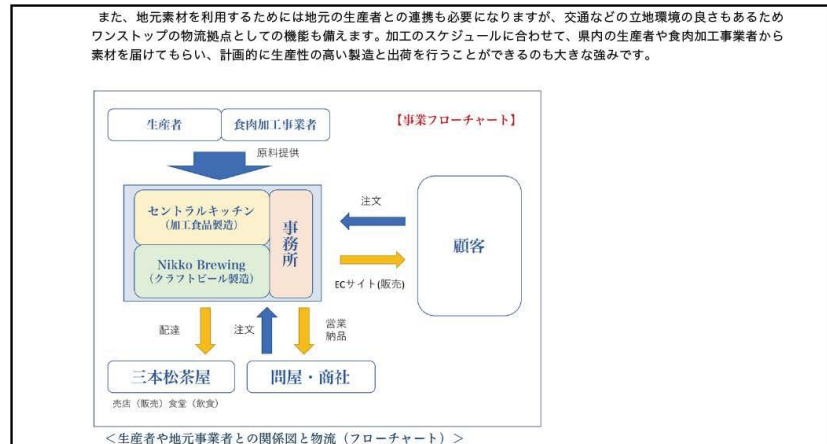 また、地元素材を利用するためには地元の生産者との連携も必要になりますが、交通などの立地環境の良さもあるため
ワンストップの物流拠点としての機能も備えます。加工のスケジュールに合わせて、県内の生産者や食肉加工事業者から
素材を届けてもらい、計画的に生産性の高い製造と出荷を行うことができるのも大きな強みです。
生産者
食肉加工事業者
【事業フローチャート】
原料提供
セントラルキッチン
(加工食品製造)
事務所
Nikko Brewing
(クラフトビール製造)
注文
顧客
ECサイト(販売)
配達
注文
営業
納品
三本松茶屋
問屋・商社
売店（販売）食堂（飲食）
＜生産者や地元事業者との関係図と物流（フローチャート）＞